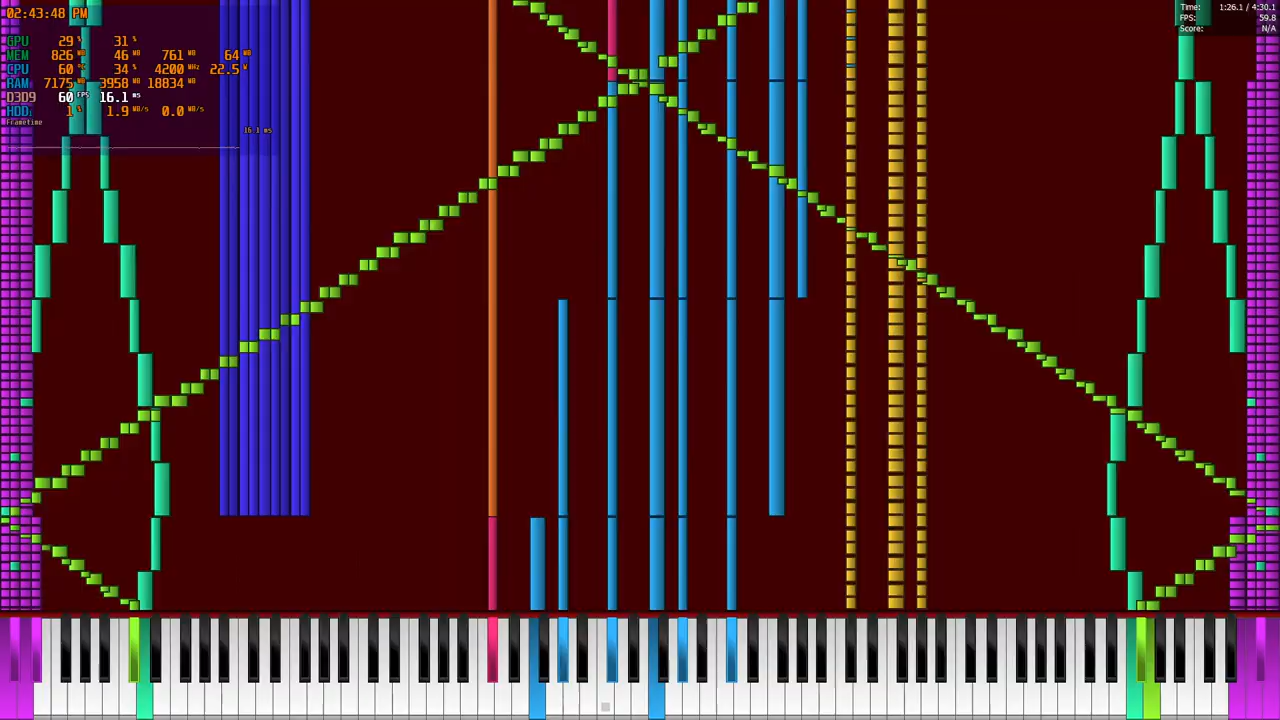 02:43:48 PM
Time: 1:26.1 / 4:30.1
FPS: 59.8
Score: N/A
GPU 29 % 31 %
MEM 826 MB 46 MB 761 MB 64 MB
CPU 60 °C 34 % 4200 MHz 22.5 W
RAM 7175 MB 3958 MB 18834 MB
D3D9 60 FPS 16.1 ms
HDD1 1 % 1.9 MB/s 0.0 MB/s
Frametime
16.1 ms